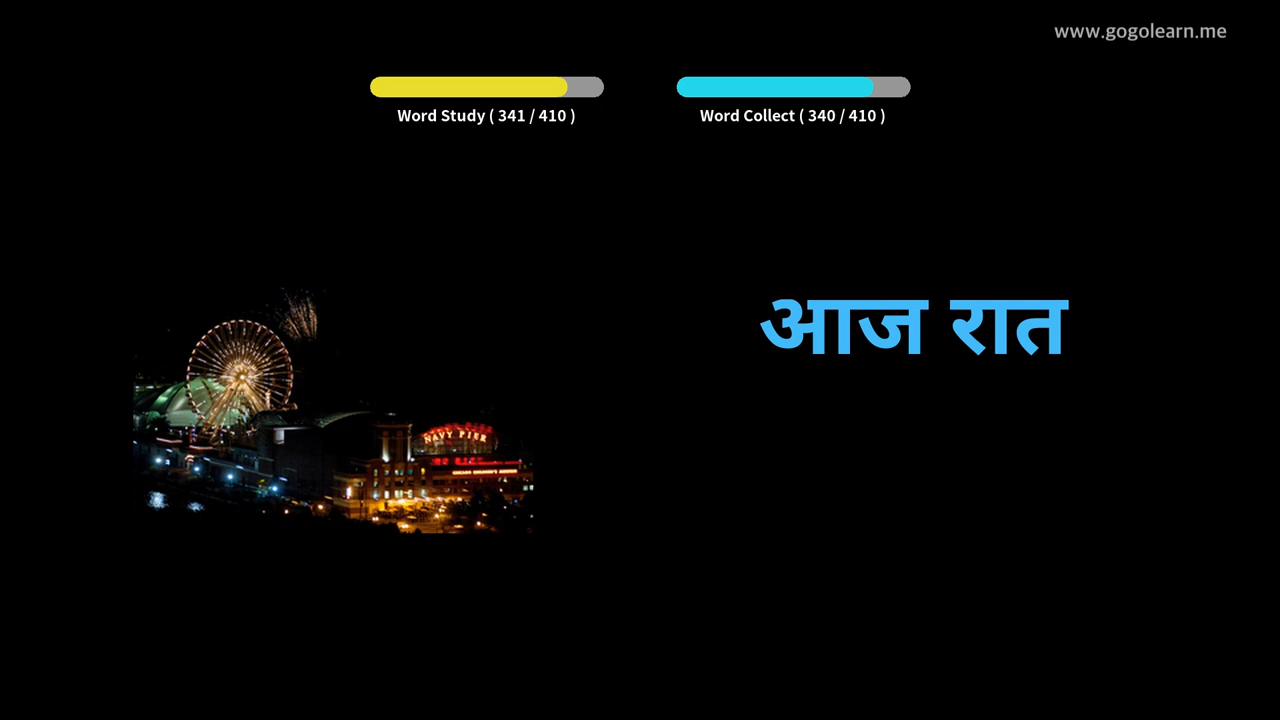 www.gogolearn.me
Word Study ( 341 / 410 )
Word Collect ( 340 / 410 )
आज रात
NAVY PIER